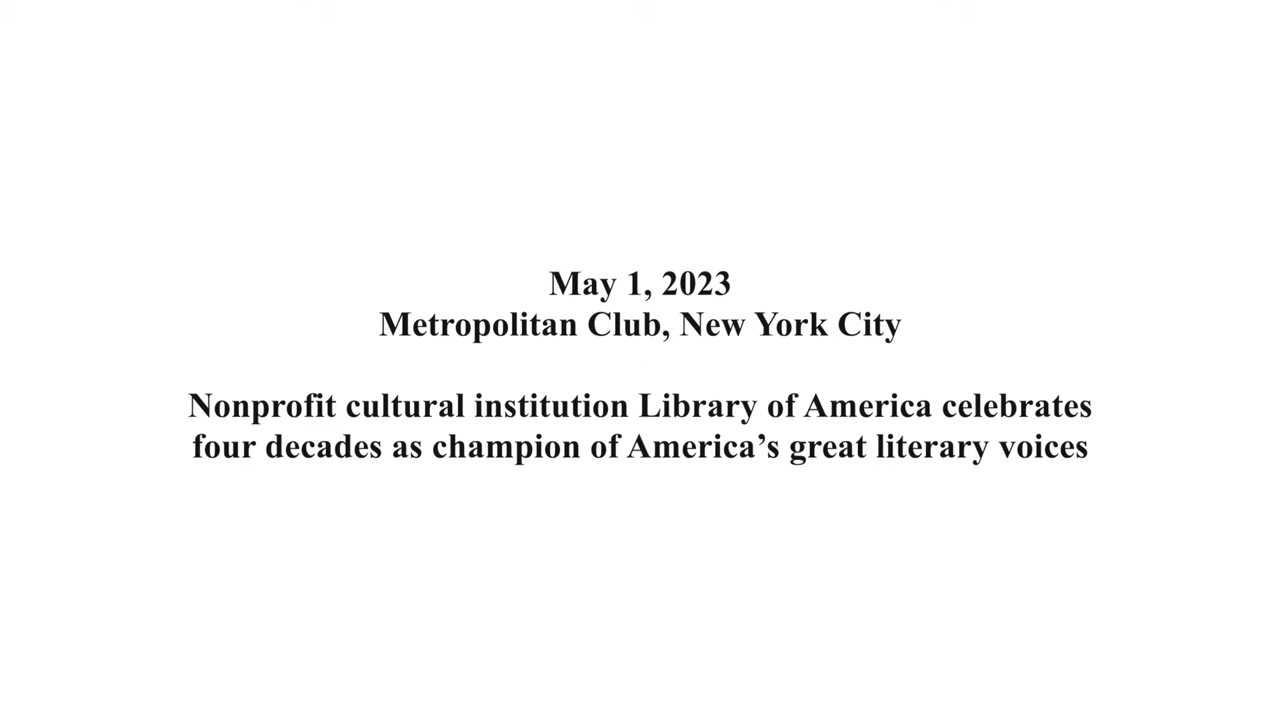 May 1, 2023
Metropolitan Club, New York City
Nonprofit cultural institution Library of America celebrates
four decades as champion of America’s great literary voices